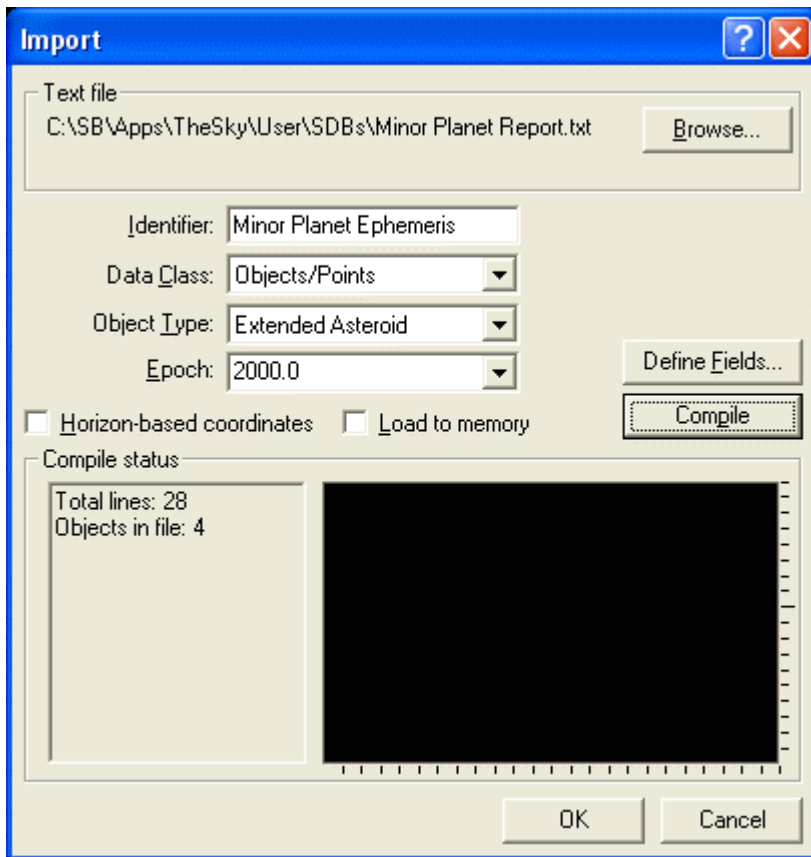 Import
Text file
C:\SB\Apps\TheSky\User\SDBs\Minor Planet Report.txt
Browse...
Identifier: Minor Planet Ephemeris
Data Class: Objects/Points
Object Type: Extended Asteroid
Epoch: 2000.0
Define Fields...
Horizon-based coordinates
Load to memory
Compile
Compile status
Total lines: 28
Objects in file: 4
OK
Cancel